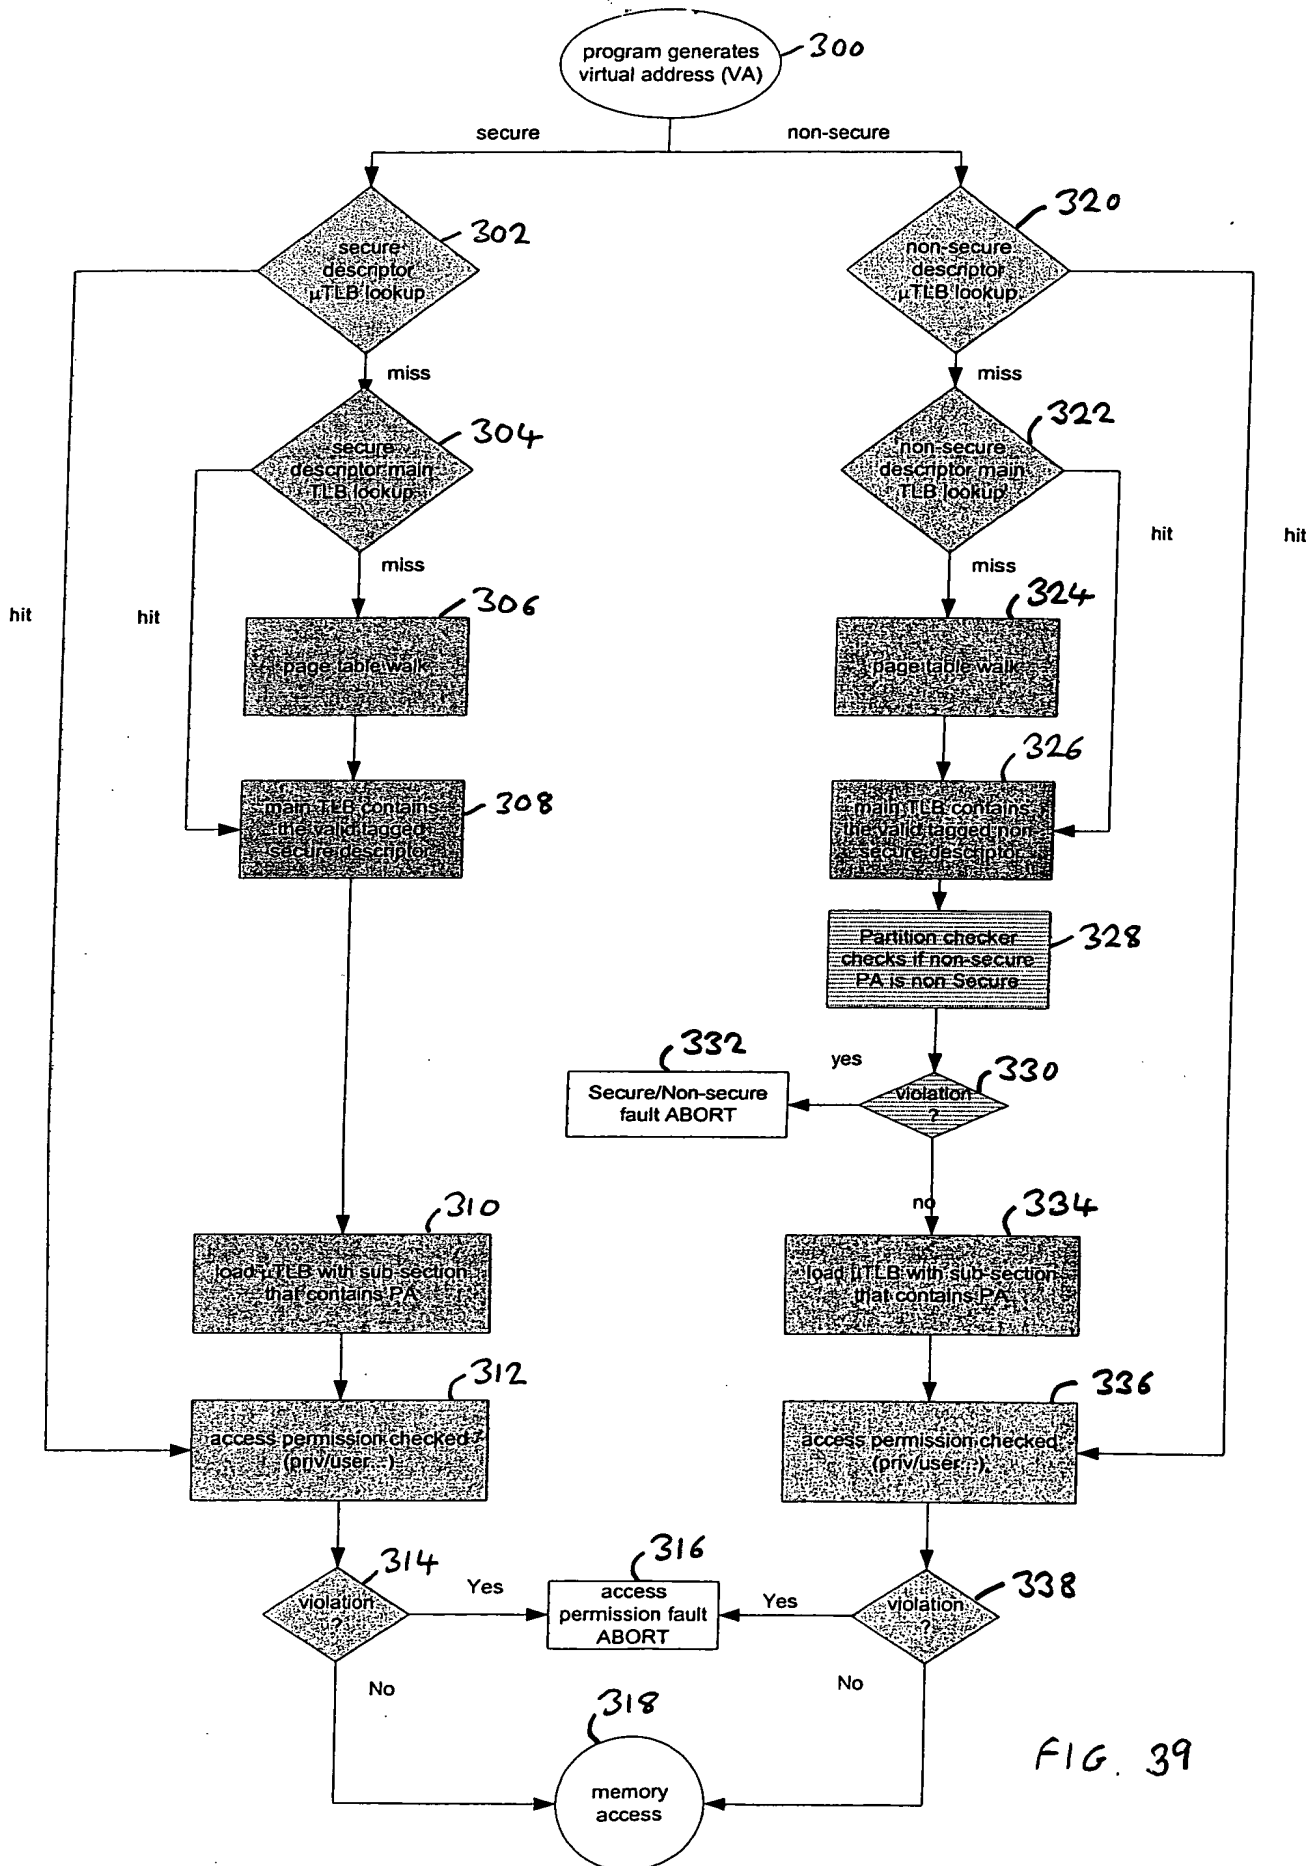 program generates
virtual address (VA)
300
secure
non-secure
secure
descriptor
µTLB lookup
302
non-secure
descriptor
µTLB lookup
320
miss
miss
secure
descriptor main
TLB lookup
304
non-secure
descriptor main
TLB lookup
322
hit
hit
miss
miss
hit
hit
page table walk
306
page table walk
324
main TLB contains
the valid tagged
secure descriptor
308
main TLB contains
the valid tagged non
secure descriptor
326
Partition checker
checks if non-secure
PA is non Secure
328
yes
violation
?
330
Secure/Non-secure
fault ABORT
332
no
load µTLB with sub-section
that contains PA
310
load µTLB with sub-section
that contains PA
334
access permission checked
(priv/user...)
312
access permission checked
(priv/user...)
336
violation
?
314
Yes
access
permission fault
ABORT
316
Yes
violation
?
338
No
No
memory
access
318
FIG. 39